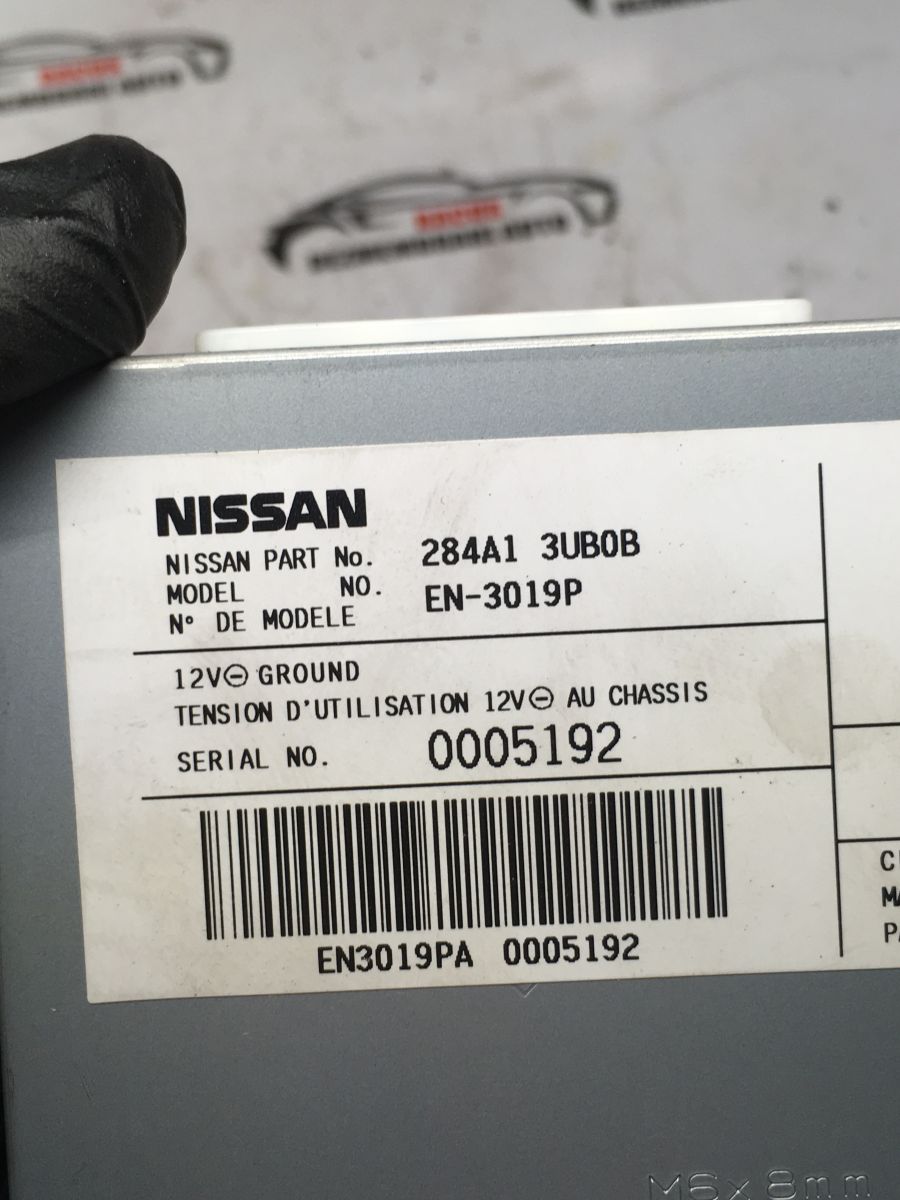 NISSAN
NISSAN PART No. 284A1 3UB0B
MODEL NO. EN-3019P
N° DE MODELE
12V⊖ GROUND
TENSION D'UTILISATION 12V⊖ AU CHASSIS
SERIAL NO. 0005192
EN3019PA 0005192
M6x8mm